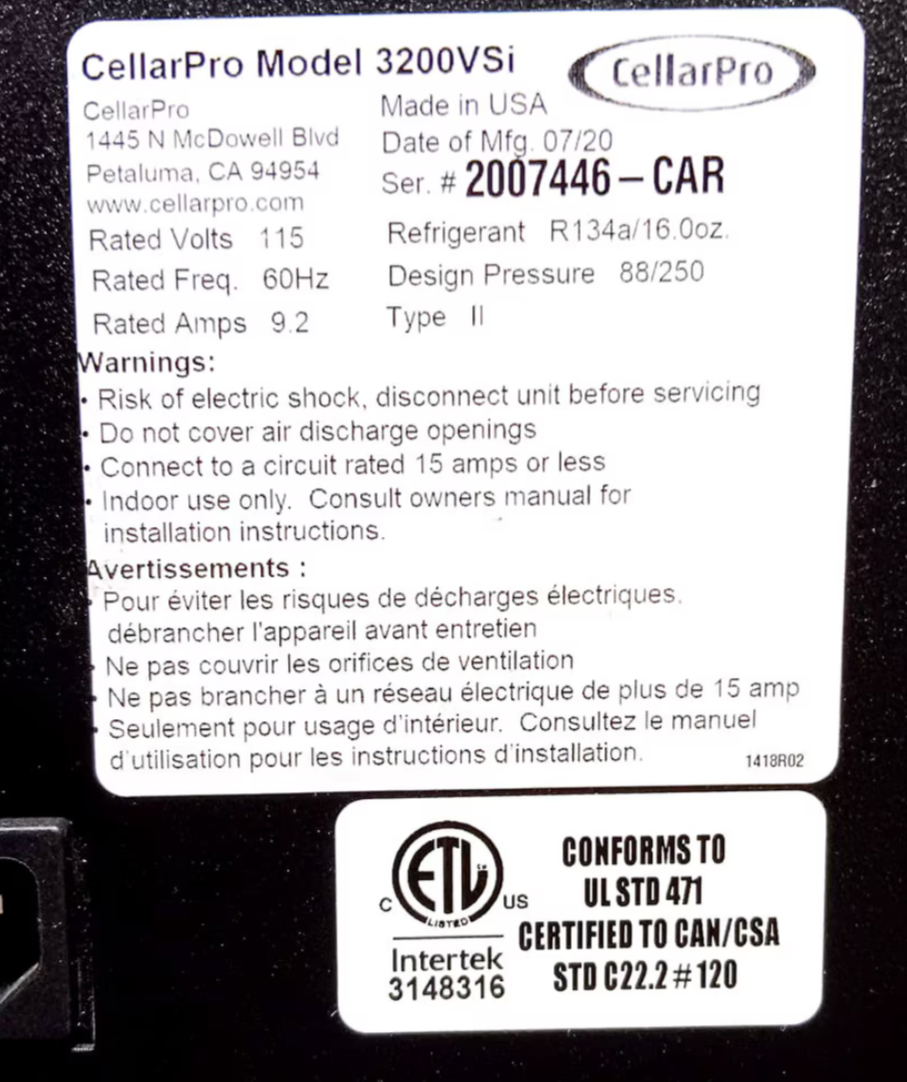 CellarPro Model 3200VSi
CellarPro
CellarPro
1445 N McDowell Blvd
Petaluma, CA 94954
www.cellarpro.com
Made in USA
Date of Mfg. 07/20
Ser. # 2007446 – CAR
Rated Volts 115
Refrigerant R134a/16.0oz.
Rated Freq. 60Hz
Design Pressure 88/250
Rated Amps 9.2
Type II
Warnings:
· Risk of electric shock, disconnect unit before servicing
· Do not cover air discharge openings
· Connect to a circuit rated 15 amps or less
· Indoor use only. Consult owners manual for
installation instructions.
Avertissements :
· Pour éviter les risques de décharges électriques.
débrancher l'appareil avant entretien
· Ne pas couvrir les orifices de ventilation
· Ne pas brancher à un réseau électrique de plus de 15 amp
· Seulement pour usage d'intérieur. Consultez le manuel
d'utilisation pour les instructions d'installation.
1418R02
ETL
LISTED
C US
Intertek
3148316
CONFORMS TO
UL STD 471
CERTIFIED TO CAN/CSA
STD C22.2 # 120